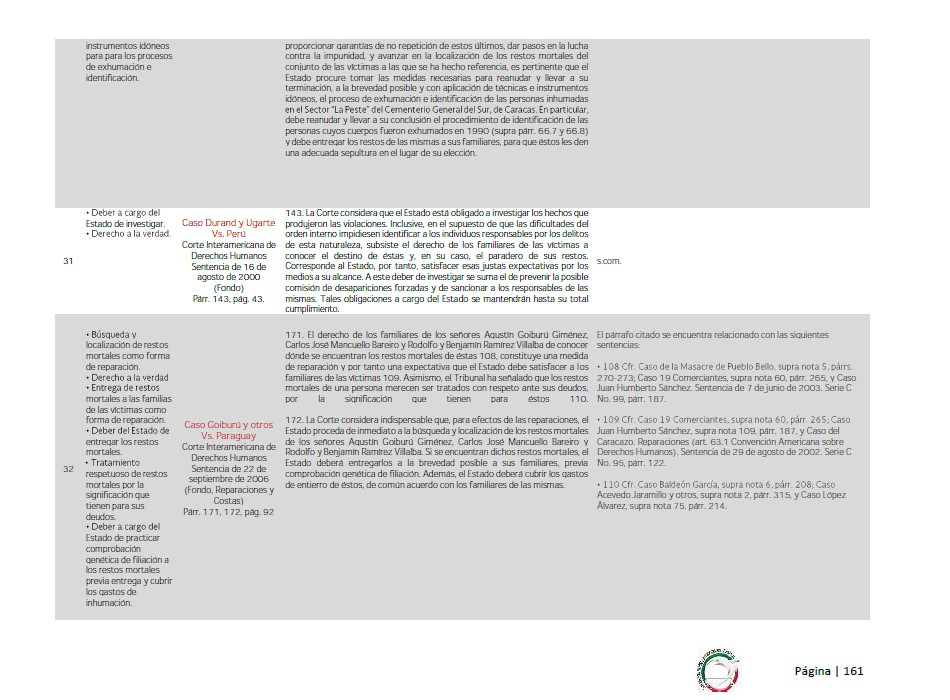 instrumentos idóneos
para para los procesos
de exhumación e
identificación.
proporcionar garantías de no repetición de estos últimos, dar pasos en la lucha
contra la impunidad, y avanzar en la localización de los restos mortales del
conjunto de las víctimas a las que se ha hecho referencia, es pertinente que el
Estado procure tomar las medidas necesarias para reanudar y llevar a su
terminación, a la brevedad posible y con aplicación de técnicas e instrumentos
idóneos, el proceso de exhumación e identificación de las personas inhumadas
en el Sector "La Peste" del Cementerio General del Sur, de Caracas. En particular,
debe reanudar y llevar a su conclusión el procedimiento de identificación de las
personas cuyos cuerpos fueron exhumados en 1990 (supra párr. 66.7 y 66.8)
y debe entregar los restos de las mismas a sus familiares, para que éstos les den
una adecuada sepultura en el lugar de su elección.
31
• Deber a cargo del
Estado de investigar.
• Derecho a la verdad.
Caso Durand y Ugarte
Vs. Perú
Corte Interamericana de
Derechos Humanos
Sentencia de 16 de
agosto de 2000
(Fondo)
Párr. 143, pág. 43.
143. La Corte considera que el Estado está obligado a investigar los hechos que
produjeron las violaciones. Inclusive, en el supuesto de que las dificultades del
orden interno impidiesen identificar a los individuos responsables por los delitos
de esta naturaleza, subsiste el derecho de los familiares de las víctimas a
conocer el destino de éstas y, en su caso, el paradero de sus restos.
Corresponde al Estado, por tanto, satisfacer esas justas expectativas por los
medios a su alcance. A este deber de investigar se suma el de prevenir la posible
comisión de desapariciones forzadas y de sancionar a los responsables de las
mismas. Tales obligaciones a cargo del Estado se mantendrán hasta su total
cumplimiento.
s.com.
32
• Búsqueda y
localización de restos
mortales como forma
de reparación.
• Derecho a la verdad
• Entrega de restos
mortales a las familias
de las víctimas como
forma de reparación.
• Deber del Estado de
entregar los restos
mortales.
• Tratamiento
respetuoso de restos
mortales por la
significación que
tienen para sus
deudos.
• Deber a cargo del
Estado de practicar
comprobación
genética de filiación a
los restos mortales
previa entrega y cubrir
los gastos de
inhumación.
Caso Goiburú y otros
Vs. Paraguay
Corte Interamericana de
Derechos Humanos
Sentencia de 22 de
septiembre de 2006
(Fondo, Reparaciones y
Costas)
Párr. 171, 172, pág. 92
171. El derecho de los familiares de los señores Agustín Goiburú Giménez,
Carlos José Mancuello Bareiro y Rodolfo y Benjamín Ramírez Villalba de conocer
dónde se encuentran los restos mortales de éstas 108, constituye una medida
de reparación y por tanto una expectativa que el Estado debe satisfacer a los
familiares de las víctimas 109. Asimismo, el Tribunal ha señalado que los restos
mortales de una persona merecen ser tratados con respeto ante sus deudos,
por la significación que tienen para éstos 110.
172. La Corte considera indispensable que, para efectos de las reparaciones, el
Estado proceda de inmediato a la búsqueda y localización de los restos mortales
de los señores Agustín Goiburú Giménez, Carlos José Mancuello Bareiro y
Rodolfo y Benjamín Ramírez Villalba. Si se encuentran dichos restos mortales, el
Estado deberá entregarlos a la brevedad posible a sus familiares, previa
comprobación genética de filiación. Además, el Estado deberá cubrir los gastos
de entierro de éstos, de común acuerdo con los familiares de las mismas.
El párrafo citado se encuentra relacionado con las siguientes
sentencias:
• 108 Cfr. Caso de la Masacre de Pueblo Bello, supra nota 5, párrs.
270-273; Caso 19 Comerciantes, supra nota 60, párr. 265, y Caso
Juan Humberto Sánchez. Sentencia de 7 de junio de 2003. Serie C
No. 99, párr. 187.
• 109 Cfr. Caso 19 Comerciantes, supra nota 60, párr. 265; Caso
Juan Humberto Sánchez, supra nota 109, párr. 187, y Caso del
Caracazo. Reparaciones (art. 63.1 Convención Americana sobre
Derechos Humanos). Sentencia de 29 de agosto de 2002. Serie C
No. 95, párr. 122.
• 110 Cfr. Caso Baldeón García, supra nota 6, párr. 208; Caso
Acevedo Jaramillo y otros, supra nota 2, párr. 315, y Caso López
Álvarez, supra nota 75, párr. 214.
Página | 161